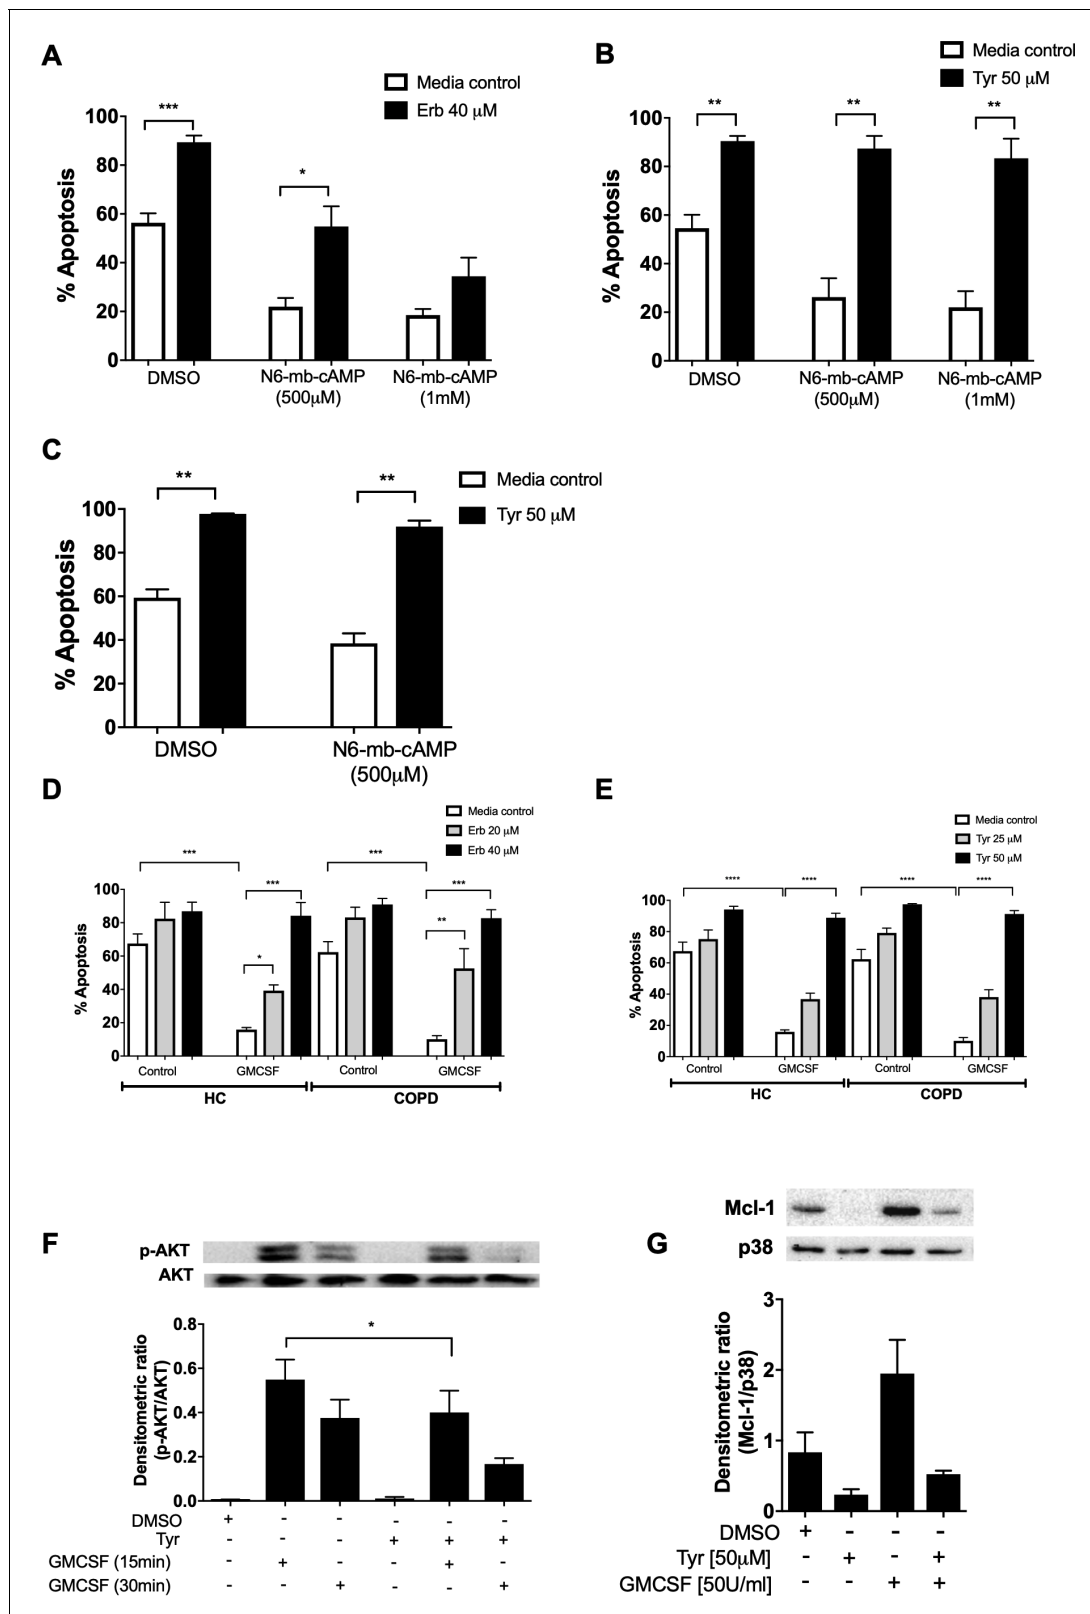 A
Media control
Erb 40 μM
% Apoptosis
100
80
60
40
20
0
***
*
DMSO
N6-mb-cAMP
(500μM)
N6-mb-cAMP
(1mM)
B
Media control
Tyr 50 μM
% Apoptosis
100
80
60
40
20
0
**
**
**
DMSO
N6-mb-cAMP
(500μM)
N6-mb-cAMP
(1mM)
C
Media control
Tyr 50 μM
% Apoptosis
100
80
60
40
20
0
**
**
DMSO
N6-mb-cAMP
(500μM)
D
Media control
Erb 20 μM
Erb 40 μM
% Apoptosis
100
80
60
40
20
0
***
***
*
***
***
**
Control
GMCSF
Control
GMCSF
HC
COPD
E
Media control
Tyr 25 μM
Tyr 50 μM
% Apoptosis
100
80
60
40
20
0
****
****
****
****
Control
GMCSF
Control
GMCSF
HC
COPD
F
p-AKT
AKT
Densitometric ratio
(p-AKT/AKT)
0.8
0.6
0.4
0.2
0.0
*
DMSO + - - - - -
Tyr - - - + + +
GMCSF (15min) - + - - + -
GMCSF (30min) - - + - - +
G
Mcl-1
p38
Densitometric ratio
(Mcl-1/p38)
3
2
1
0
DMSO + - - -
Tyr [50μM] - + - +
GMCSF [50U/ml] - - + +